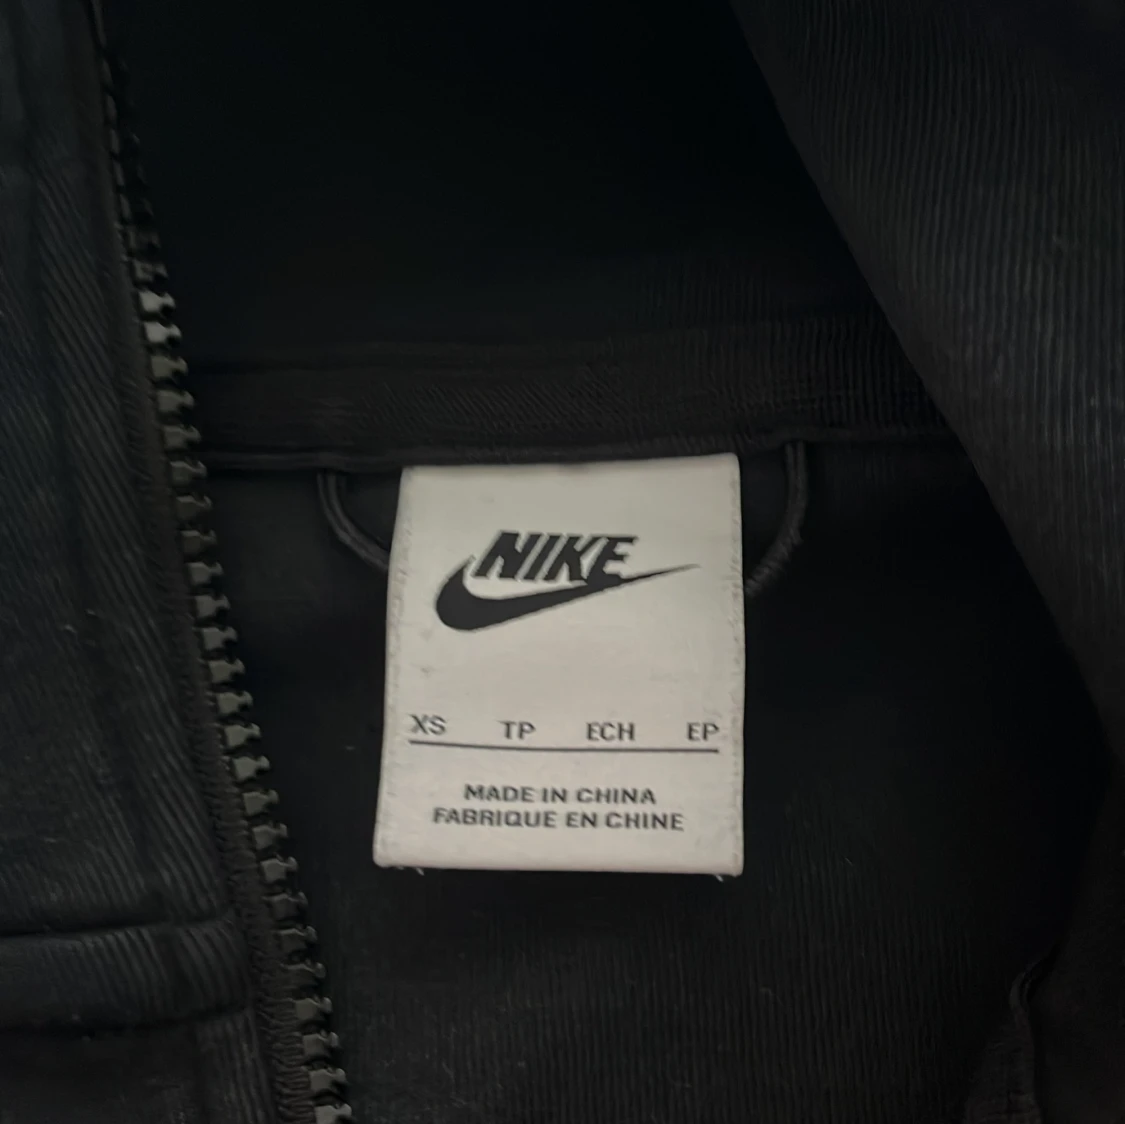 NIKE
XS TP ECH EP
MADE IN CHINA
FABRIQUE EN CHINE